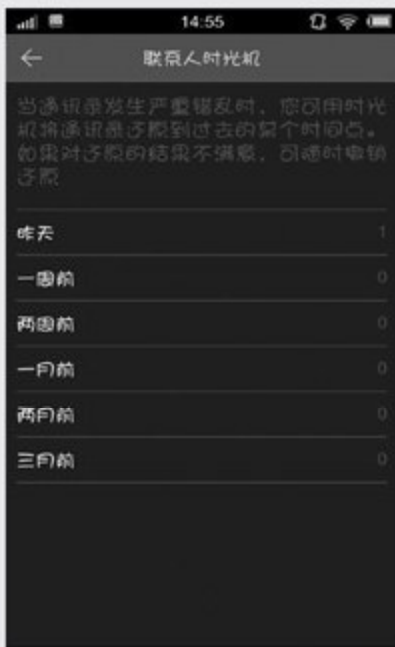 14:55
联系人时光机
当通讯录发生严重错乱时，您可用时光
机将通讯录还原到过去的某个时间点。
如果对还原的结果不满意，可随时撤销
还原
昨天 1
一周前 0
两周前 0
一月前 0
两月前 0
三月前 0